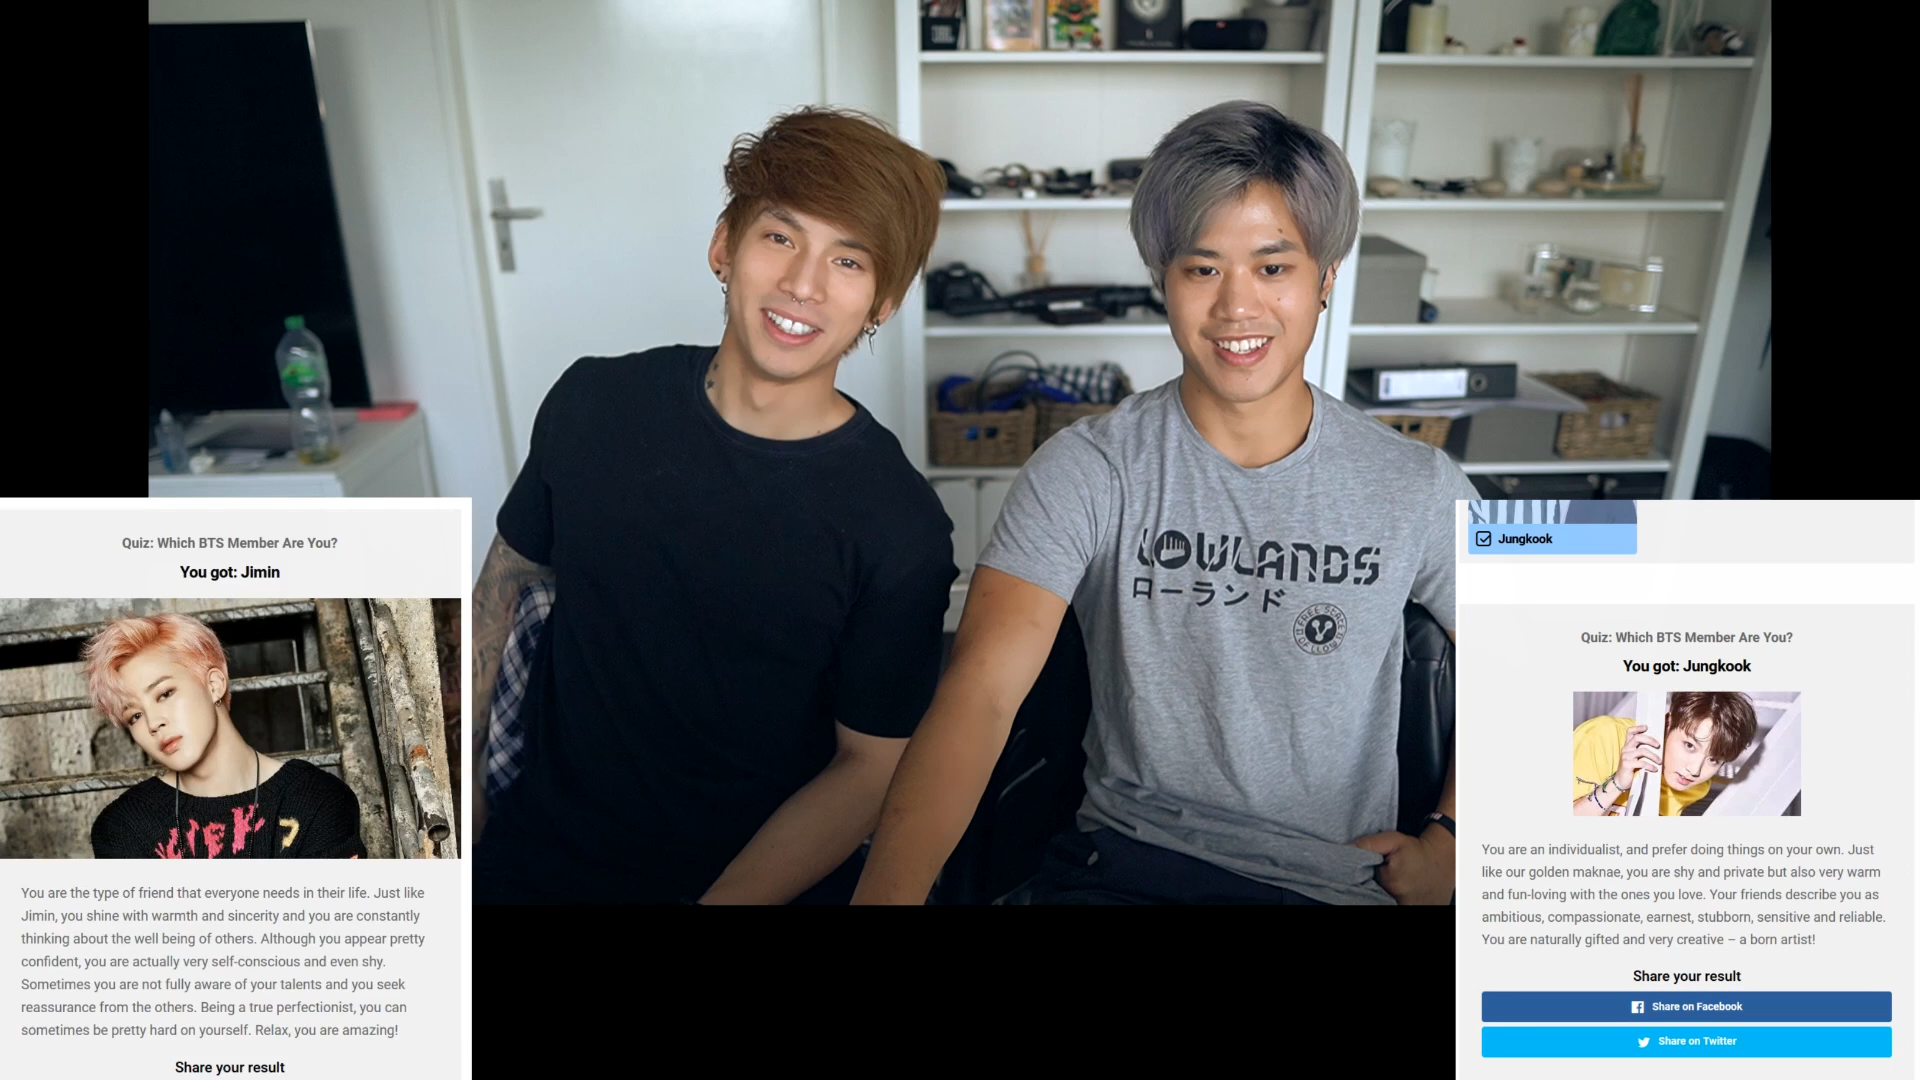 LOWLANDS
ローランド
FREE STATE
OF LLOW
Quiz: Which BTS Member Are You?
You got: Jimin
You are the type of friend that everyone needs in their life. Just like
Jimin, you shine with warmth and sincerity and you are constantly
thinking about the well being of others. Although you appear pretty
confident, you are actually very self-conscious and even shy.
Sometimes you are not fully aware of your talents and you seek
reassurance from the others. Being a true perfectionist, you can
sometimes be pretty hard on yourself. Relax, you are amazing!
Share your result
Jungkook
Quiz: Which BTS Member Are You?
You got: Jungkook
You are an individualist, and prefer doing things on your own. Just
like our golden maknae, you are shy and private but also very warm
and fun-loving with the ones you love. Your friends describe you as
ambitious, compassionate, earnest, stubborn, sensitive and reliable.
You are naturally gifted and very creative – a born artist!
Share your result
Share on Facebook
Share on Twitter